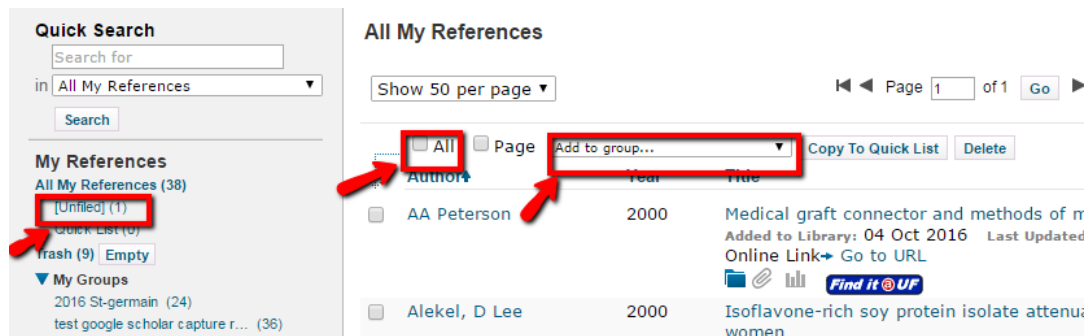 Quick Search
Search for
in All My References
Search
My References
All My References (38)
[Unfiled] (1)
Quick List (0)
Trash (9) Empty
My Groups
2016 St-germain (24)
test google scholar capture r... (36)
All My References
Show 50 per page
Page 1 of 1 Go
All Page Add to group... Copy To Quick List Delete
Author Year Title
AA Peterson 2000 Medical graft connector and methods of m
Added to Library: 04 Oct 2016 Last Updated
Online Link Go to URL
Find it @ UF
Alekel, D Lee 2000 Isoflavone-rich soy protein isolate attenua
women